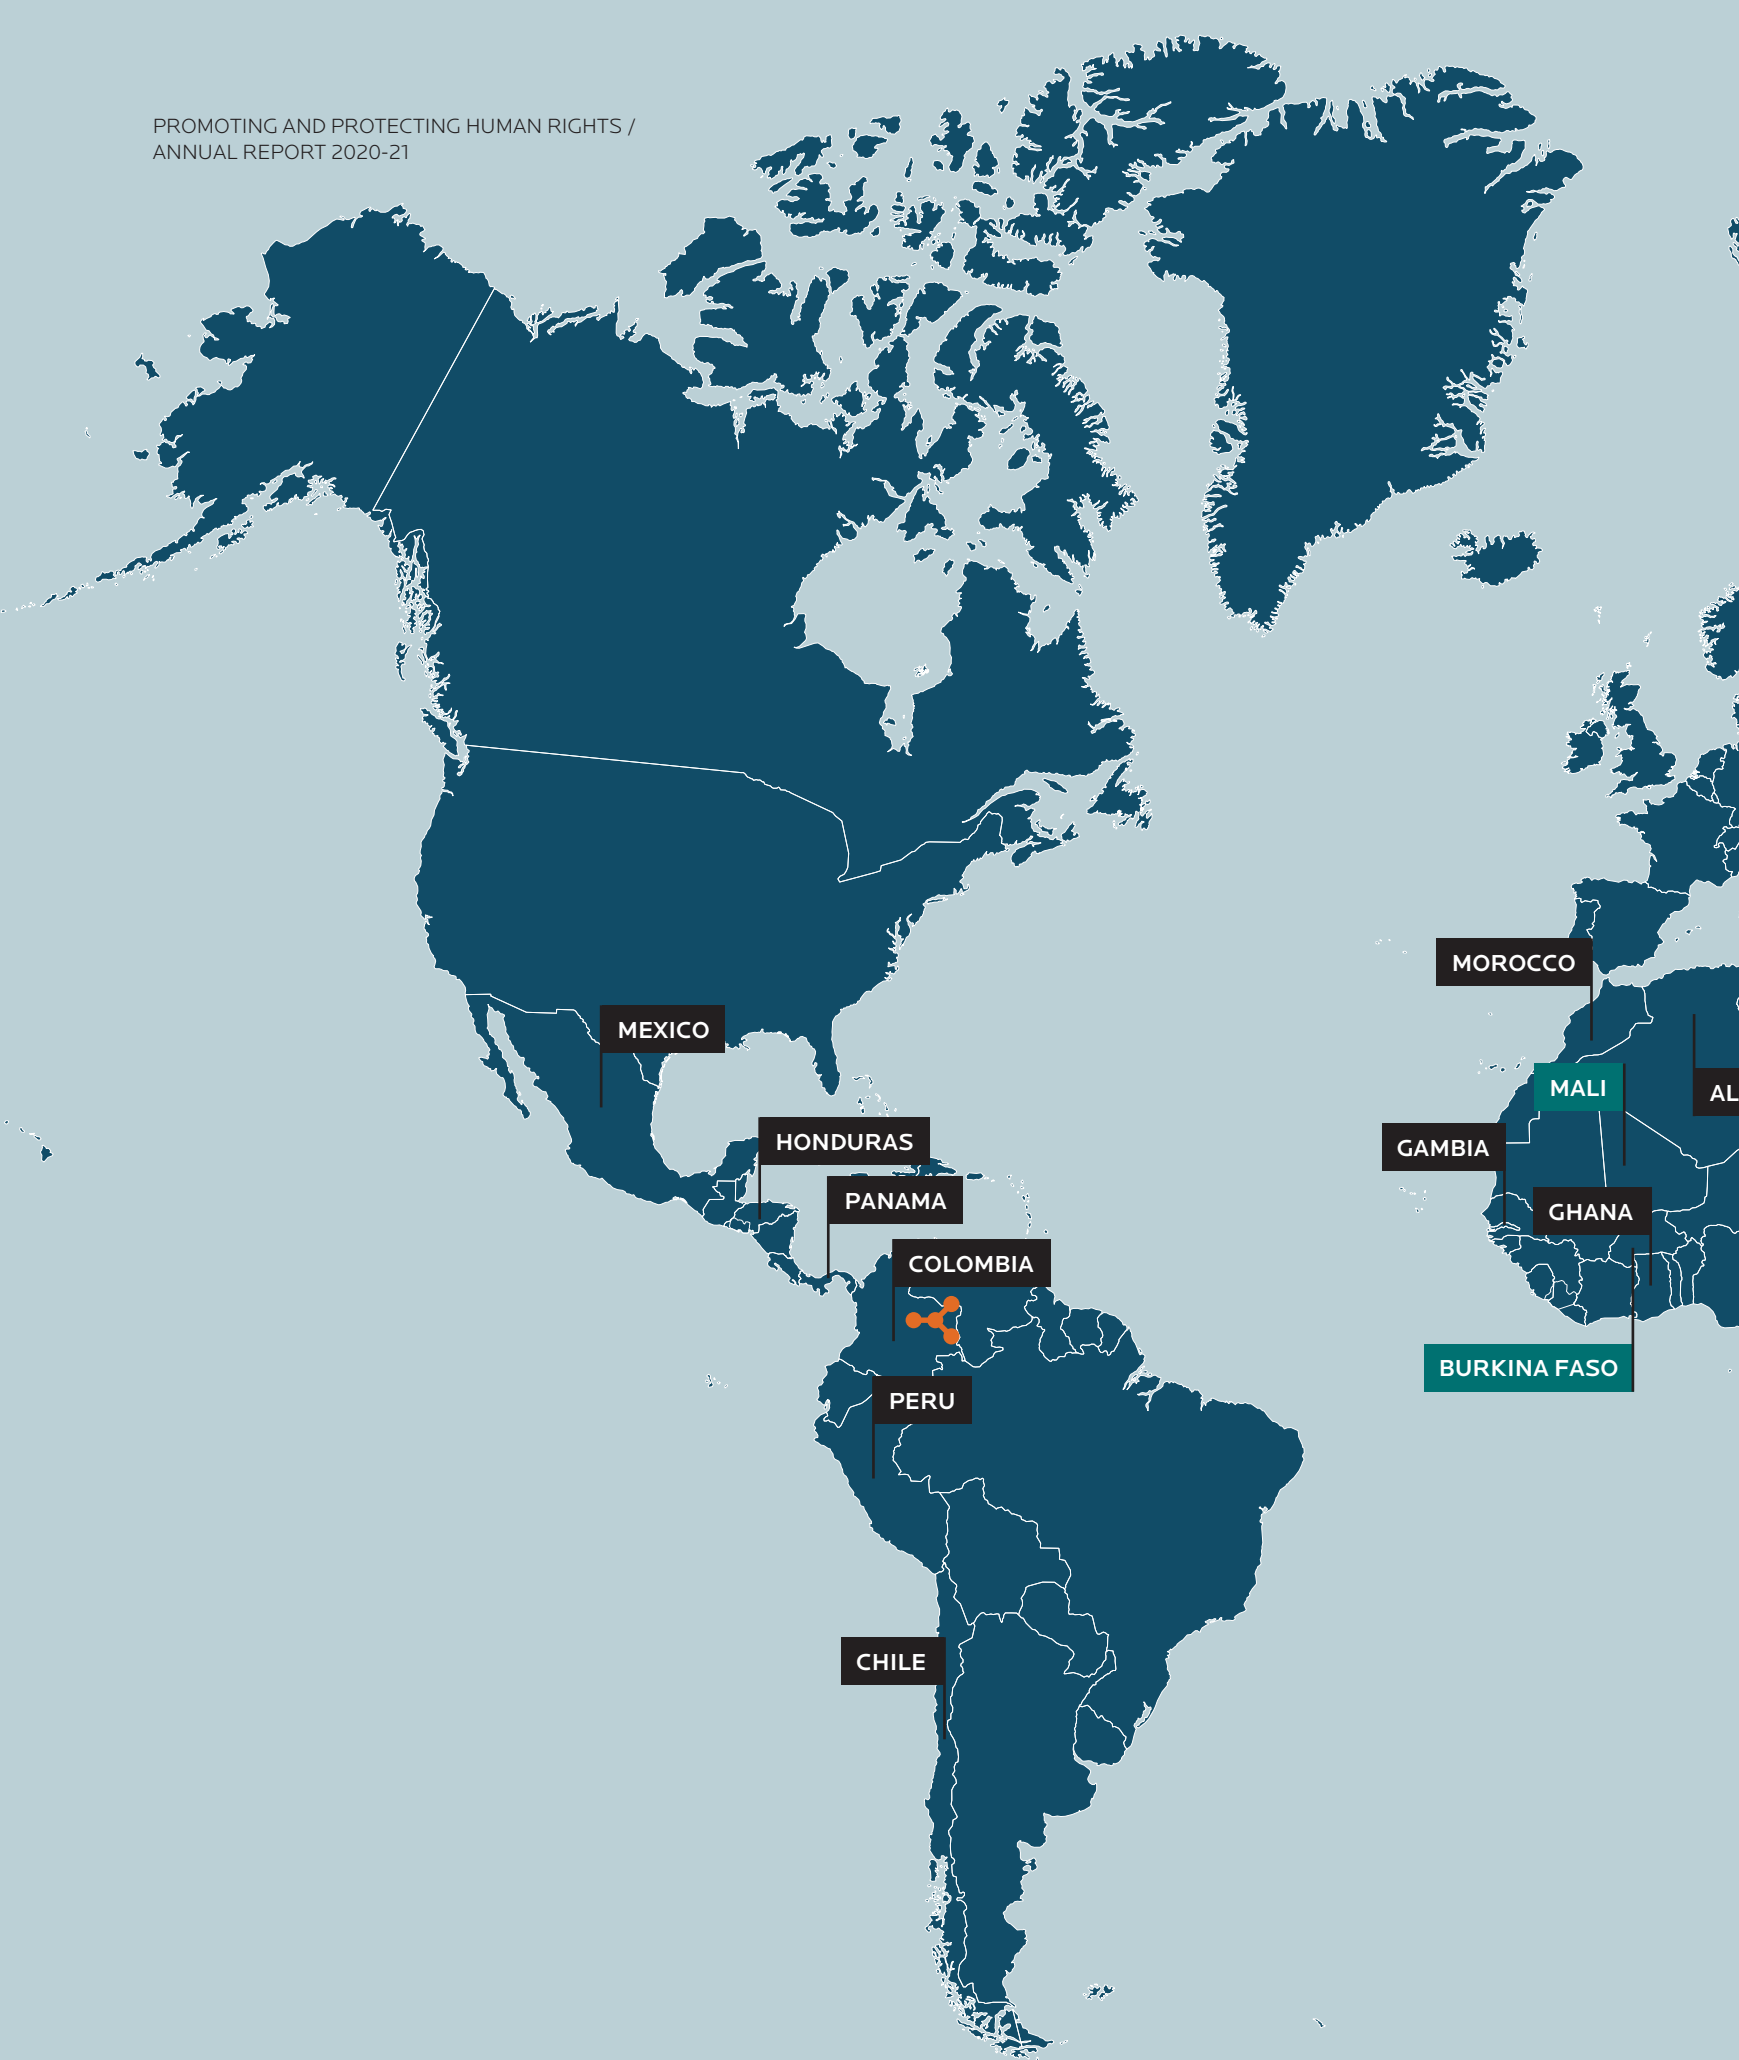 PROMOTING AND PROTECTING HUMAN RIGHTS /
ANNUAL REPORT 2020-21
MOROCCO
MEXICO
MALI
AL
HONDURAS
GAMBIA
PANAMA
GHANA
COLOMBIA
BURKINA FASO
PERU
CHILE